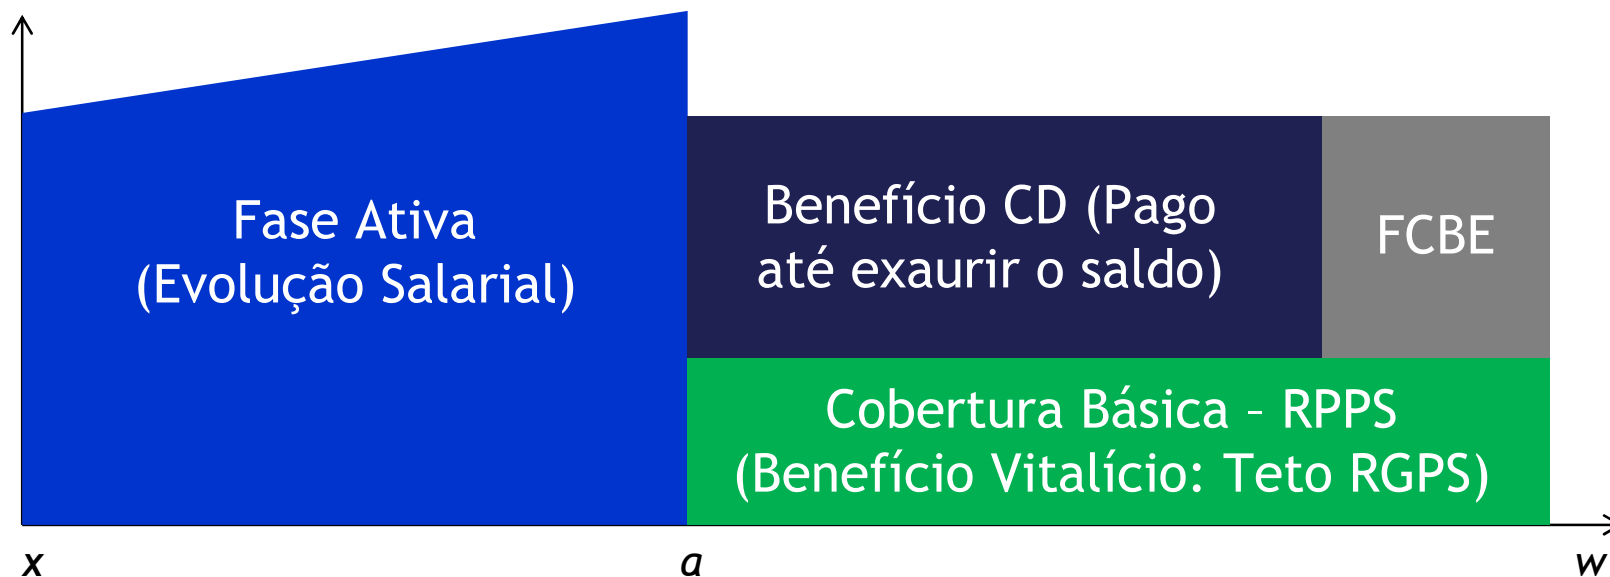 Fase Ativa
(Evolução Salarial)
Benefício CD (Pago
até exaurir o saldo)
FCBE
Cobertura Básica – RPPS
(Benefício Vitalício: Teto RGPS)
x
a
w